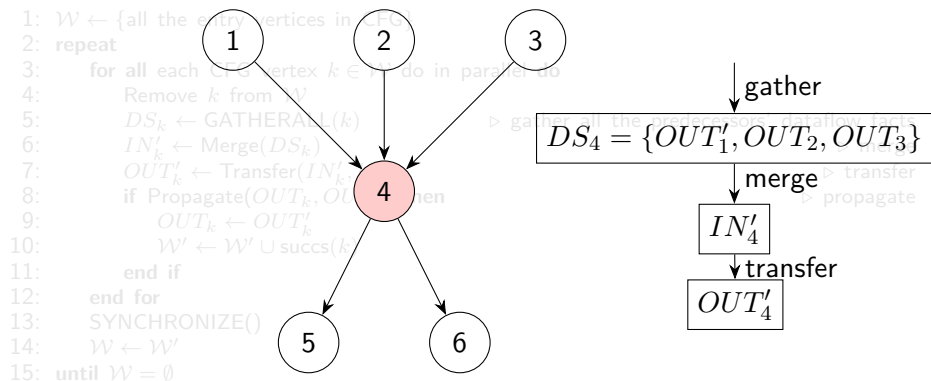 1: W ← {all the entry vertices in CFG}
2: repeat
3: for all each CFG vertex k ∈ W do in parallel do
4: Remove k from W
5: DS_k ← GATHERALL(k) ▷ gather all the predecessors' dataflow facts
6: IN'_k ← Merge(DS_k) ▷ merge
7: OUT'_k ← Transfer(IN'_k) ▷ transfer
8: if Propagate(OUT_k, OU then ▷ propagate
9: OUT_k ← OUT'_k
10: W' ← W' ∪ succs(k)
11: end if
12: end for
13: SYNCHRONIZE()
14: W ← W'
15: until W = ∅
1 2 3
4
5 6
gather
DS_4 = {OUT'_1, OUT_2, OUT_3}
merge
IN'_4
transfer
OUT'_4